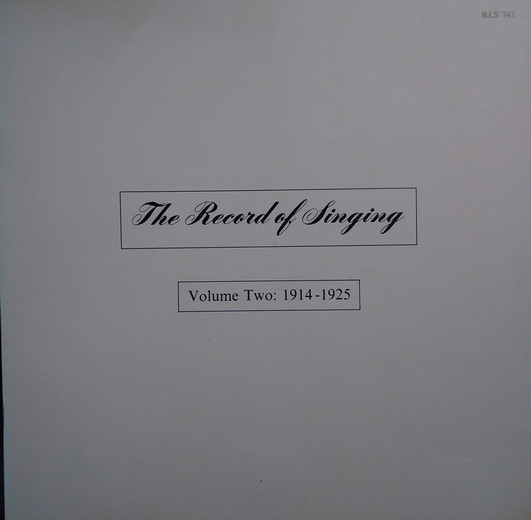 RLS 743
The Record of Singing
Volume Two: 1914-1925